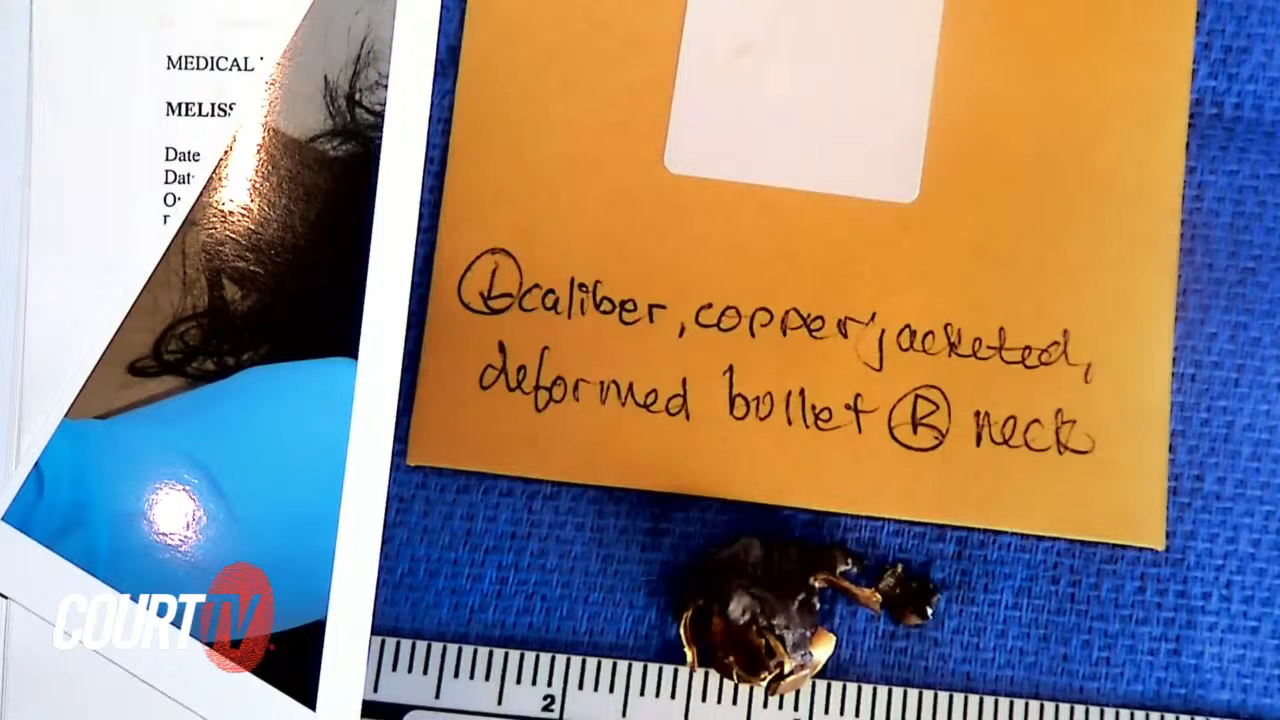 MEDICAL
MELISS
Date
Dat
Ⓛ caliber, copper jacketed,
deformed bullet Ⓡ neck
2
COURT TV